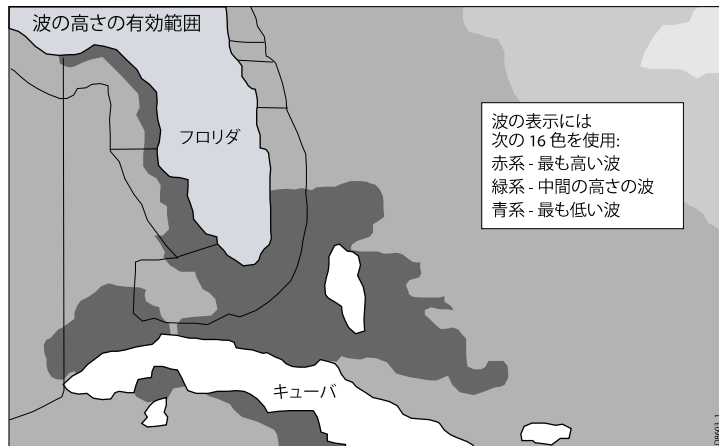 波の高さの有効範囲
フロリダ
波の表示には
次の 16 色を使用:
赤系 - 最も高い波
緑系 - 中間の高さの波
青系 - 最も低い波
キューバ